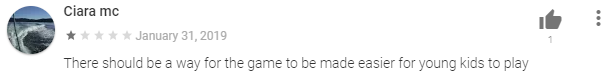 Ciara mc
January 31, 2019
1
There should be a way for the game to be made easier for young kids to play